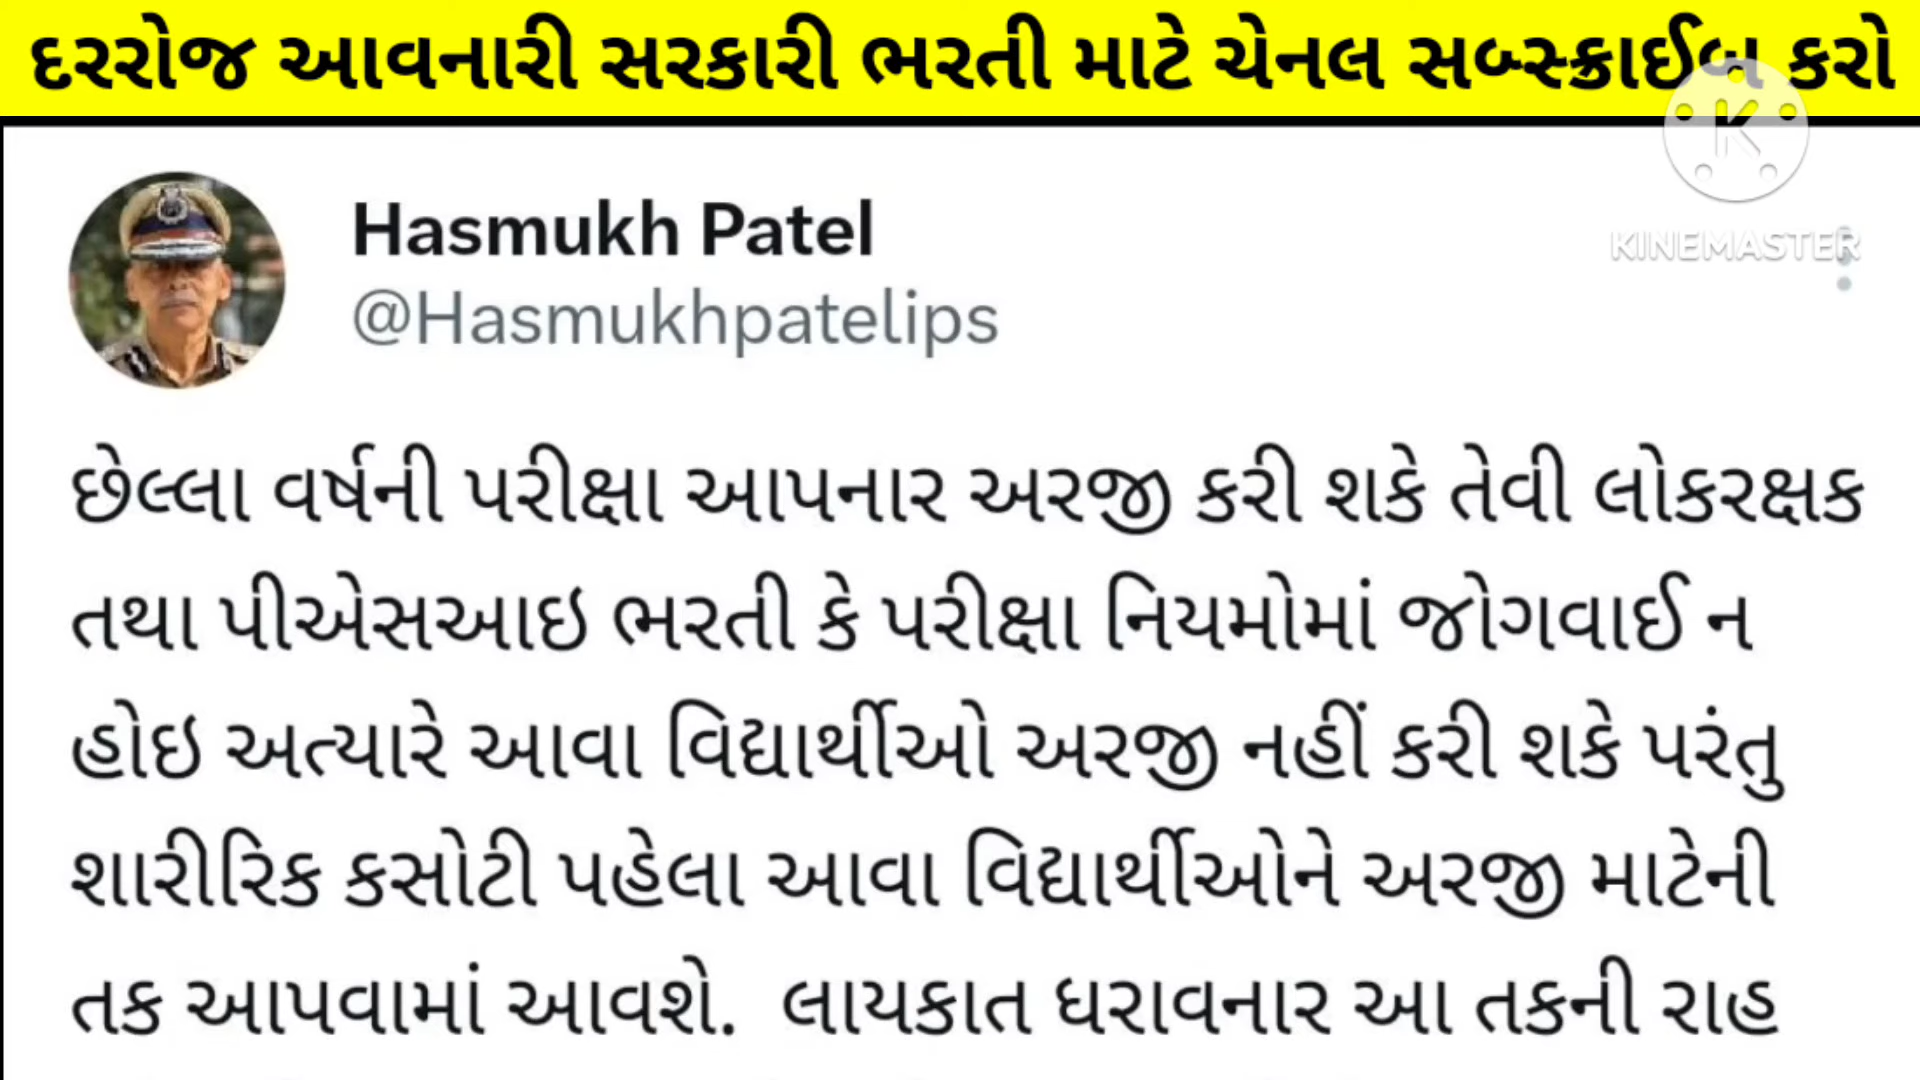 દરરોજ આવનારી સરકારી ભરતી માટે ચેનલ સબ્સ્ક્રાઈબ કરો
Hasmukh Patel
@Hasmukhpatelips
KINEMASTER
છેલ્લા વર્ષની પરીક્ષા આપનાર અરજી કરી શકે તેવી લોકરક્ષક
તથા પીએસઆઇ ભરતી કે પરીક્ષા નિયમોમાં જોગવાઈ ન
હોઇ અત્યારે આવા વિદ્યાર્થીઓ અરજી નહીં કરી શકે પરંતુ
શારીરિક કસોટી પહેલા આવા વિદ્યાર્થીઓને અરજી માટેની
તક આપવામાં આવશે. લાયકાત ધરાવનાર આ તકની રાહ